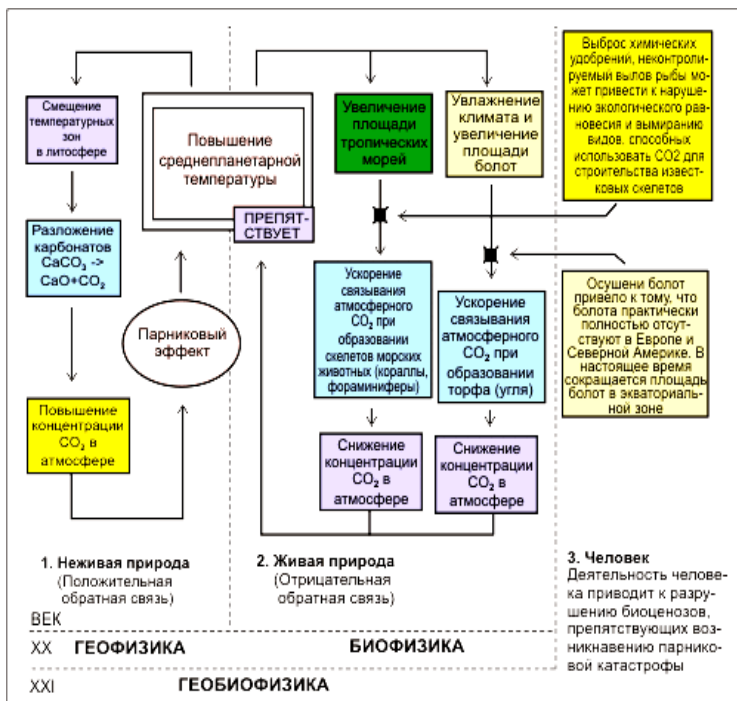 Смещение
температурных
зон
в литосфере
Разложение
карбонатов
CaCO3 ->
CaO+CO2
Повышение
концентрации
CO2 в
атмосфере
Повышение
среднепланетарной
температуры
ПРЕПЯТ-
СТВУЕТ
Парниковый
эффект
Увеличение
площади
тропических
морей
Увлажнение
климата и
увеличение
площади
болот
Ускорение
связывания
атмосферного
CO2 при
образовании
скелетов морских
животных (кораллы,
фораминиферы)
Ускорение
связывания
атмосферного
CO2 при
образовании
торфа (угля)
Снижение
концентрации
CO2 в
атмосфере
Снижение
концентрации
CO2 в
атмосфере
Выброс химических
удобрений, неконтроли-
руемый вылов рыбы мо-
жет привести к наруше-
нию экологического рав-
новесия и вымиранию
видов. способных
использовать CO2 для
строительства извест-
ковых скелетов
Осушени болот
привело к тому, что
болота практически
полностью отсут-
ствуют в Европе и
Северной Америке. В
настоящее время
сокращается площадь
болот в экваториаль-
ной зоне
1. Неживая природа
(Положительная
обратная связь)
2. Живая природа
(Отрицательная
обратная связь)
3. Человек
Деятельность челове-
ка приводит к разру-
шению биоценозов,
препятствующих воз-
никнавению парнико-
вой катастрофы
ВЕК
XX ГЕОФИЗИКА БИОФИЗИКА
XXI ГЕОБИОФИЗИКА